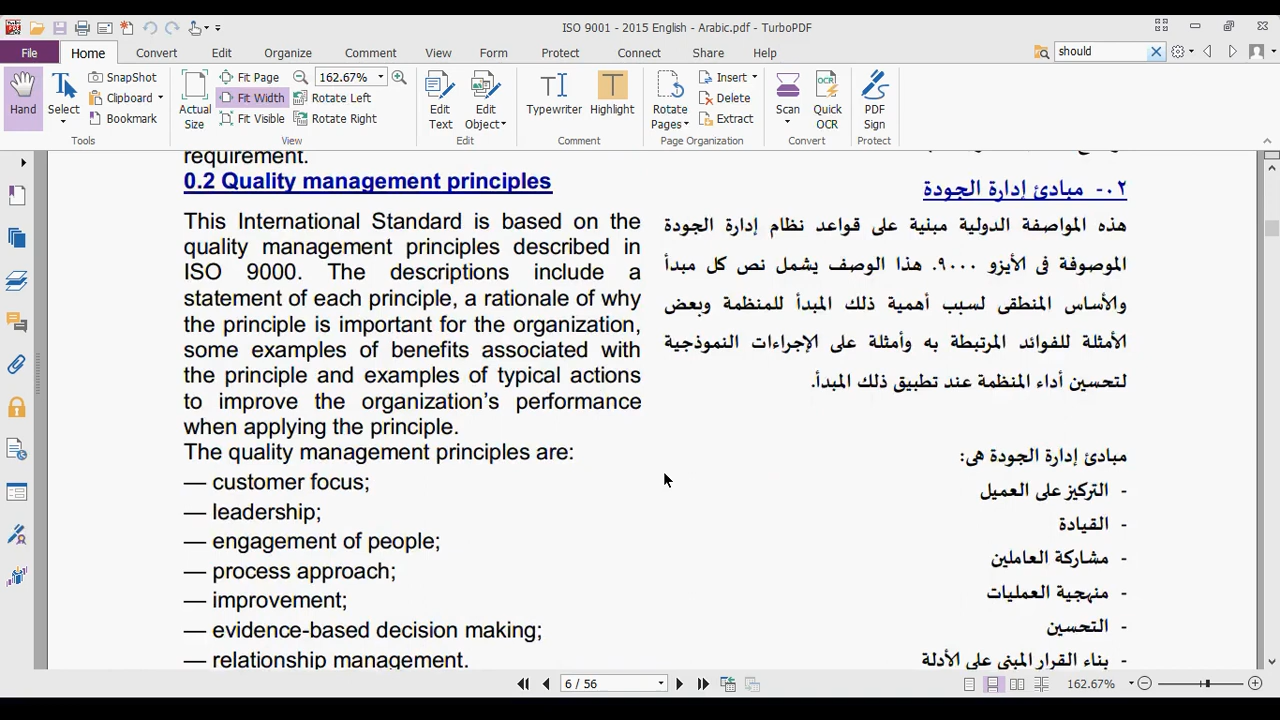 ISO 9001 - 2015 English - Arabic.pdf - TurboPDF
File Home Convert Edit Organize Comment View Form Protect Connect Share Help should
Hand
Select
SnapShot
Clipboard
Bookmark
Tools
Actual Size
Fit Page
Fit Width
Fit Visible
162.67%
Rotate Left
Rotate Right
View
Edit Text
Edit Object
Edit
Typewriter
Highlight
Comment
Rotate Pages
Insert
Delete
Extract
Page Organization
Scan
OCR
Quick OCR
Convert
PDF Sign
Protect
requirement.
0.2 Quality management principles
This International Standard is based on the
quality management principles described in
ISO 9000. The descriptions include a
statement of each principle, a rationale of why
the principle is important for the organization,
some examples of benefits associated with
the principle and examples of typical actions
to improve the organization's performance
when applying the principle.
The quality management principles are:
— customer focus;
— leadership;
— engagement of people;
— process approach;
— improvement;
— evidence-based decision making;
— relationship management.
٠٢- مبادئ إدارة الجودة
هذه المواصفة الدولية مبنية على قواعد نظام إدارة الجودة
الموصوفة فى الأيزو ٩٠٠٠. هذا الوصف يشمل نص كل مبدأ
والأساس المنطقى لسبب أهمية ذلك المبدأ للمنظمة وبعض
الأمثلة للفوائد المرتبطة به وأمثلة على الإجراءات النموذجية
لتحسين أداء المنظمة عند تطبيق ذلك المبدأ.
مبادئ إدارة الجودة هى:
- التركيز على العميل
- القيادة
- مشاركة العاملين
- منهجية العمليات
- التحسين
- بناء القرار المبنى على الأدلة
6 / 56
162.67%